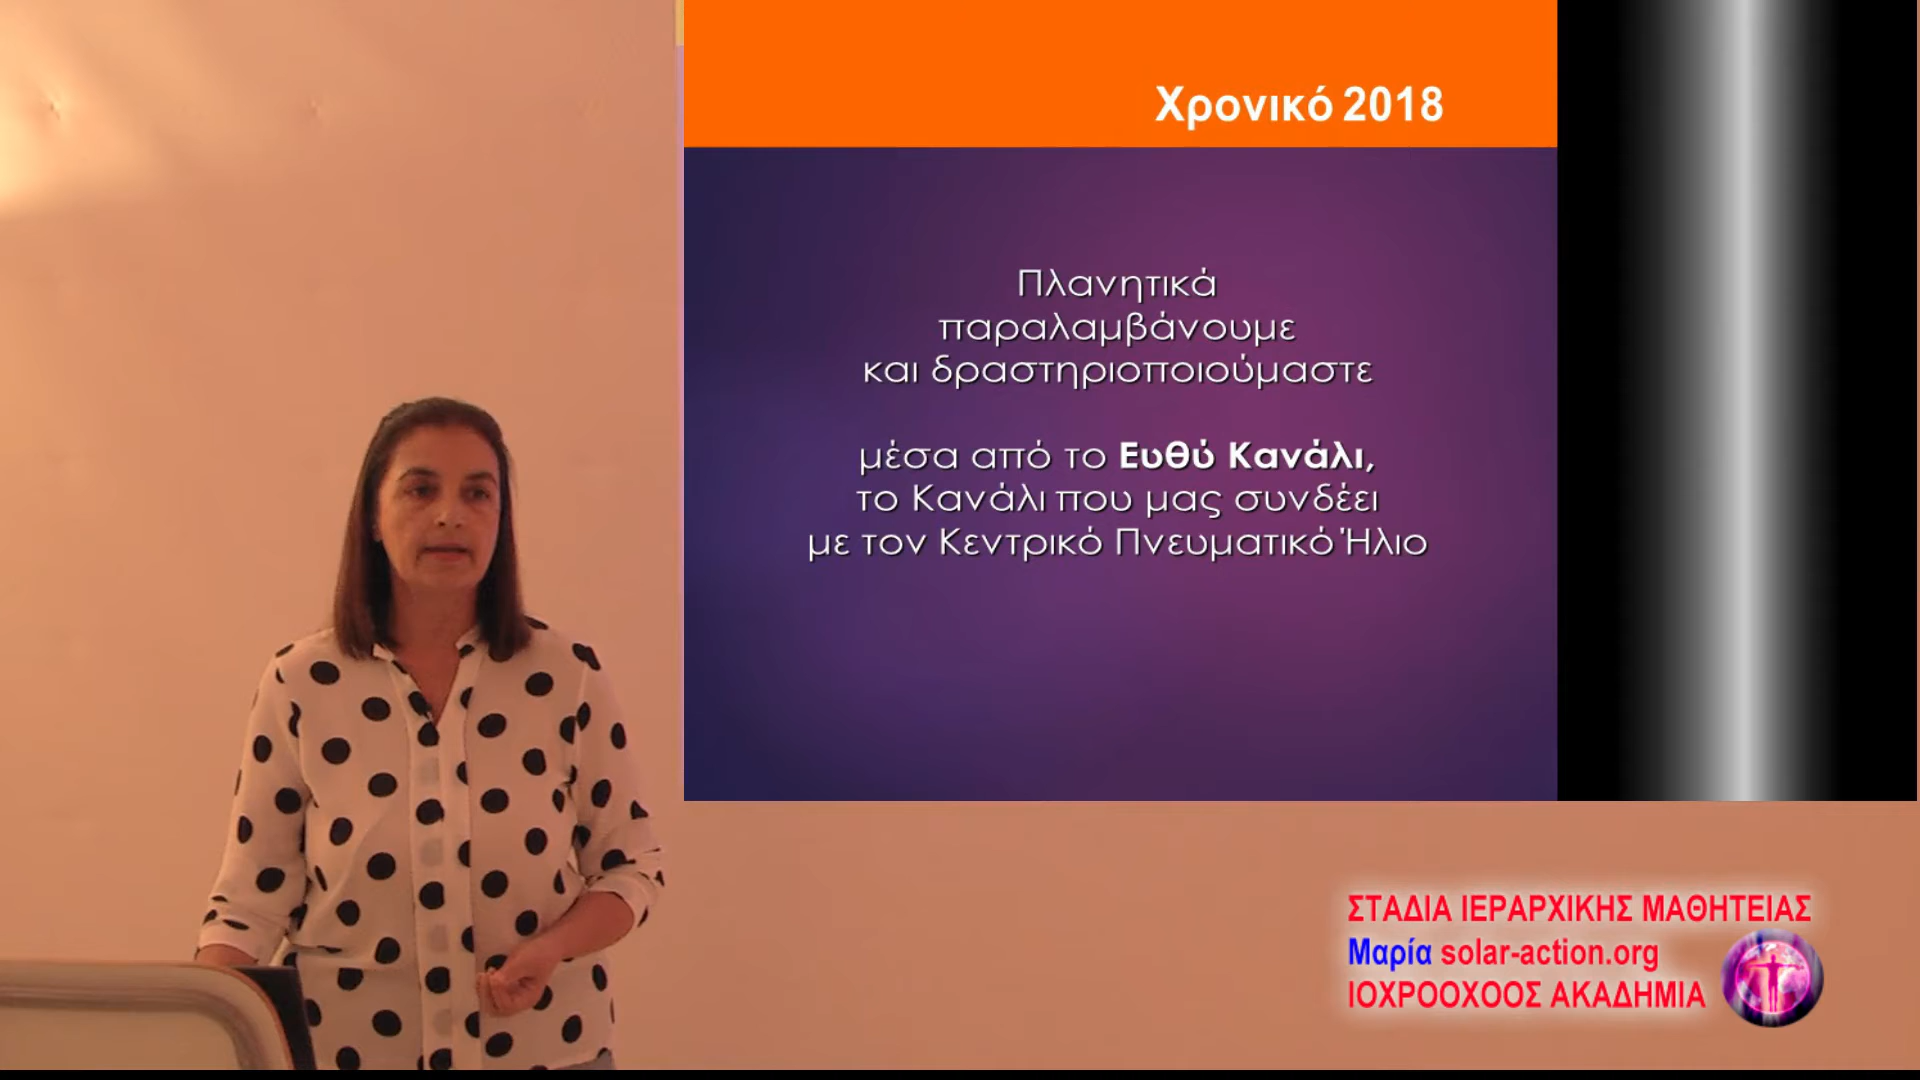 Χρονικό 2018
Πλανητικά
παραλαμβάνουμε
και δραστηριοποιούμαστε
μέσα από το Ευθύ Κανάλι,
το Κανάλι που μας συνδέει
με τον Κεντρικό Πνευματικό Ήλιο
ΣΤΑΔΙΑ ΙΕΡΑΡΧΙΚΗΣ ΜΑΘΗΤΕΙΑΣ
Μαρία solar-action.org
ΙΟΧΡΟΟΧΟΟΣ ΑΚΑΔΗΜΙΑ